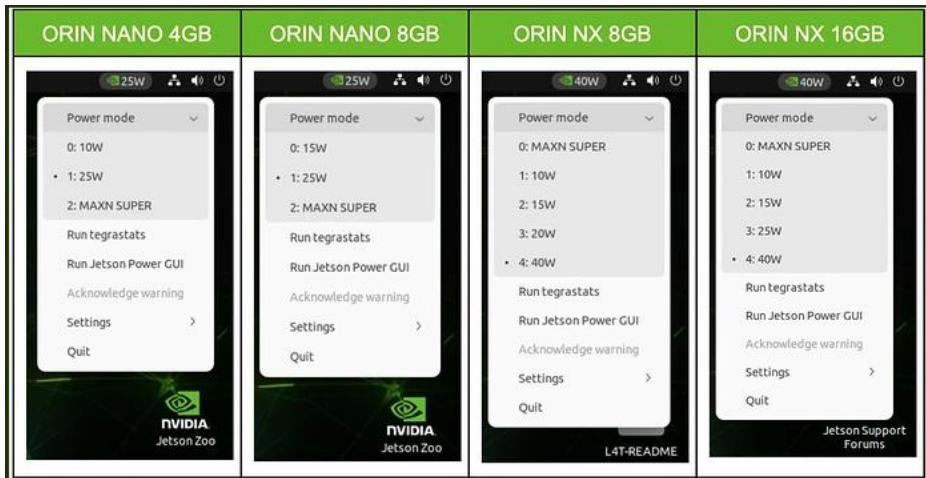 ORIN NANO 4GB
25W
Power mode
0: 10W
• 1: 25W
2: MAXN SUPER
Run tegrastats
Run Jetson Power GUI
Acknowledge warning
Settings
Quit
NVIDIA.
Jetson Zoo
ORIN NANO 8GB
25W
Power mode
0: 15W
• 1: 25W
2: MAXN SUPER
Run tegrastats
Run Jetson Power GUI
Acknowledge warning
Settings
Quit
NVIDIA.
Jetson Zoo
ORIN NX 8GB
40W
Power mode
0: MAXN SUPER
1: 10W
2: 15W
3: 20W
• 4: 40W
Run tegrastats
Run Jetson Power GUI
Acknowledge warning
Settings
Quit
L4T-README
ORIN NX 16GB
40W
Power mode
0: MAXN SUPER
1: 10W
2: 15W
3: 25W
• 4: 40W
Run tegrastats
Run Jetson Power GUI
Acknowledge warning
Settings
Quit
Jetson Support
Forums